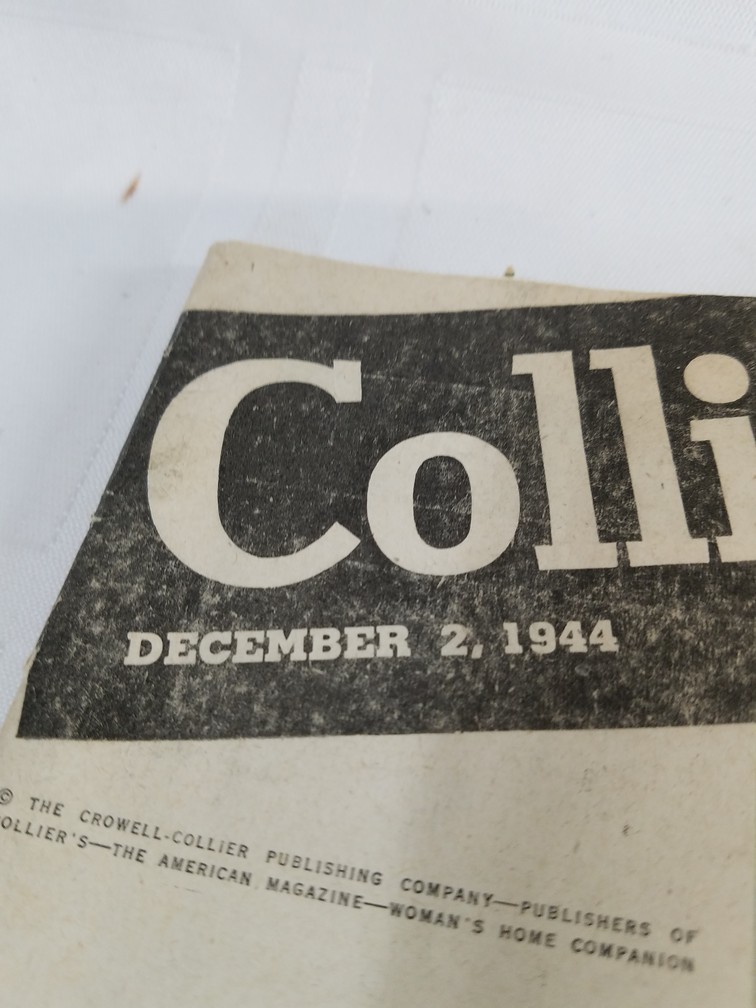 Colli
DECEMBER 2, 1944
© THE CROWELL-COLLIER PUBLISHING COMPANY—PUBLISHERS OF
OLLIER'S—THE AMERICAN MAGAZINE—WOMAN'S HOME COMPANION